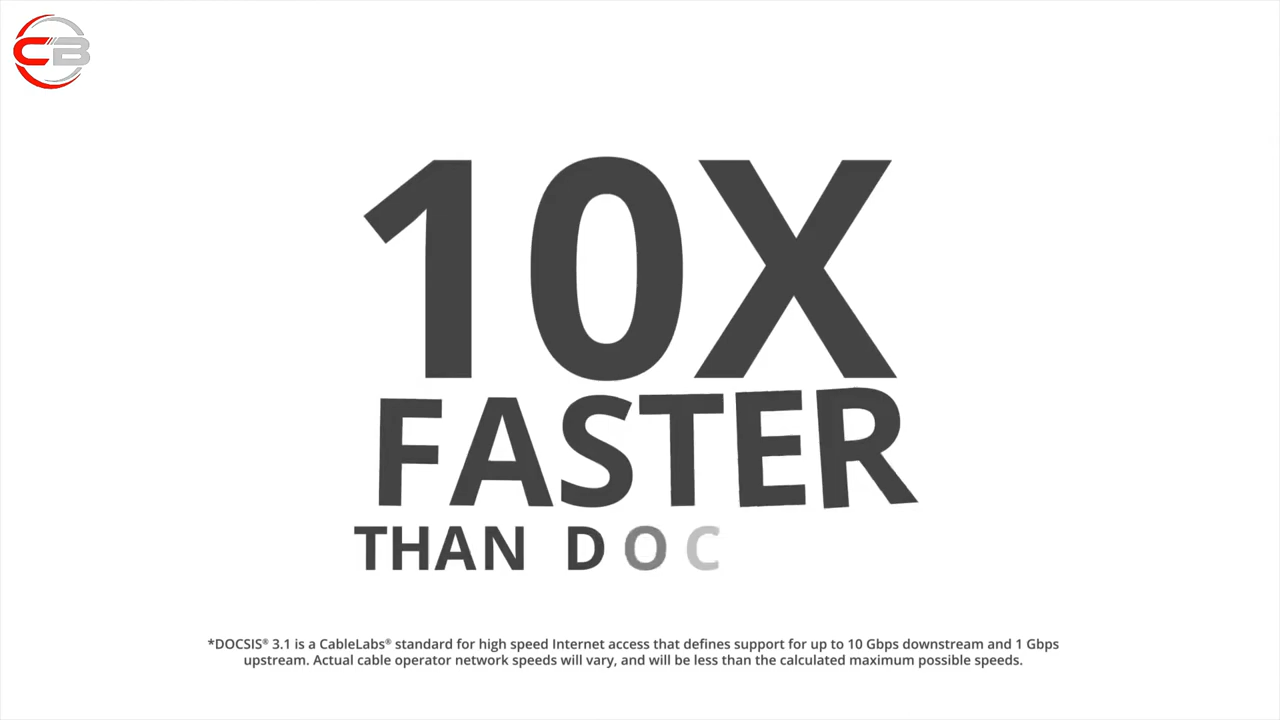 CB
10X
FASTER
THAN DOC
*DOCSIS® 3.1 is a CableLabs® standard for high speed Internet access that defines support for up to 10 Gbps downstream and 1 Gbps
upstream. Actual cable operator network speeds will vary, and will be less than the calculated maximum possible speeds.